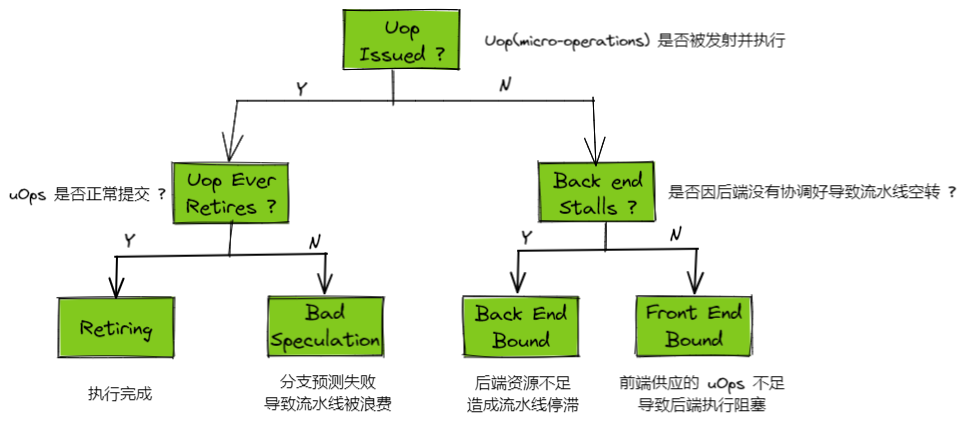 Uop
Issued ?
Uop(micro-operations) 是否被发射并执行
Y
N
uOps 是否正常提交 ?
Uop Ever
Retires ?
Back end
Stalls ?
是否因后端没有协调好导致流水线空转 ?
Y
N
Y
N
Retiring
Bad
Speculation
Back End
Bound
Front End
Bound
执行完成
分支预测失败
导致流水线被浪费
后端资源不足
造成流水线停滞
前端供应的 uOps 不足
导致后端执行阻塞